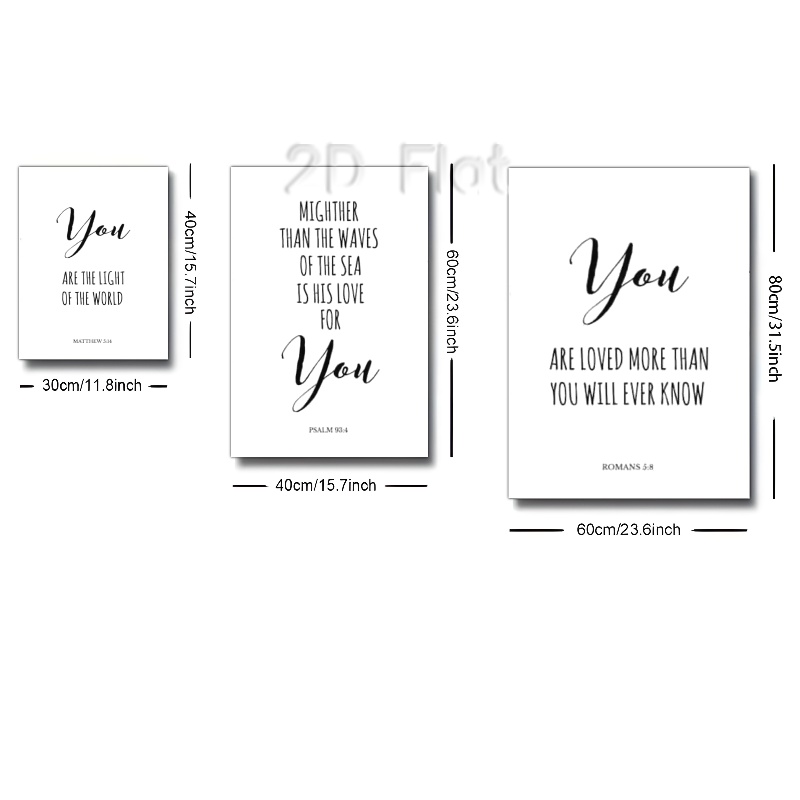 2D Flat
You
ARE THE LIGHT
OF THE WORLD
MATTHEW 5:14
40cm/15.7inch
30cm/11.8inch
MIGHTHER
THAN THE WAVES
OF THE SEA
IS HIS LOVE
FOR
You
PSALM 93:4
60cm/23.6inch
40cm/15.7inch
You
ARE LOVED MORE THAN
YOU WILL EVER KNOW
ROMANS 5:8
80cm/31.5inch
60cm/23.6inch